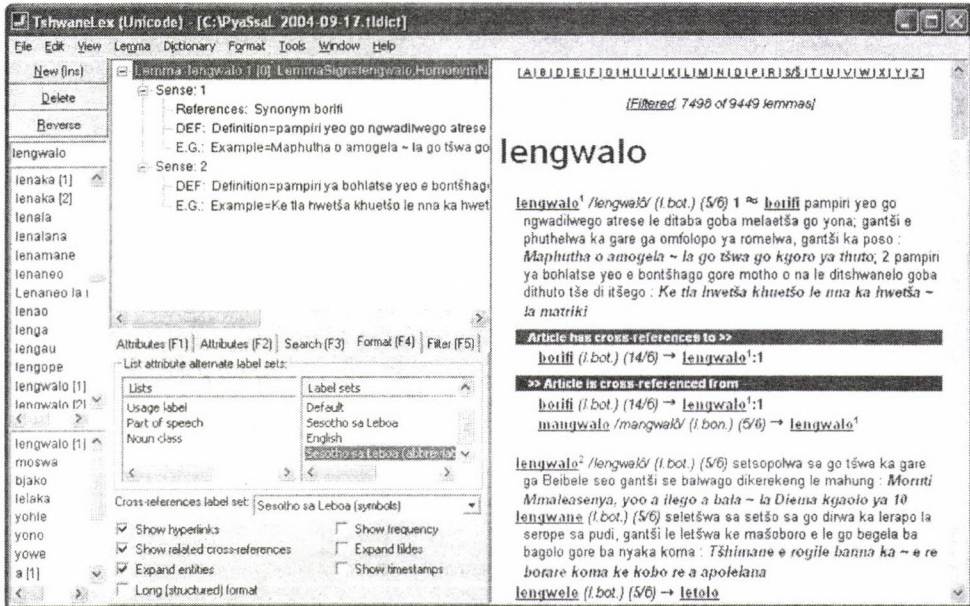 TshwaneLex (Unicode) - [C:\PyaSsaL 2004-09-17.tldict]
File Edit View Lemma Dictionary Format Tools Window Help
New (Ins)
Delete
Reverse
lengwalo
lenaka [1]
lenaka [2]
lenala
lenalana
lenamane
lenaneo
Lenaneo la
lenao
lenga
lengau
lengope
lengwalo [1]
lengwalo [2]
lengwalo [1]
moswa
bjako
lelaka
yohle
yono
yowe
a [1]
Lemma: lengwalo 1 [0] LemmaSign=lengwalo, HomonymN
Sense: 1
References: Synonym borifi
DEF: Definition=pampiri yeo go ngwadilwego atrese
E.G.: Example=Maphutha o amogela ~ la go tšwa go
Sense: 2
DEF: Definition=pampiri ya bohlatse yeo e bontšhag
E.G.: Example=Ke tla hwetša khuetšo le nna ka hwet
Attributes (F1) Attributes (F2) Search (F3) Format (F4) Filter (F5)
List attribute alternate label sets:
Lists
Usage label
Part of speech
Noun class
Label sets
Default
Sesotho sa Leboa
English
Sesotho sa Leboa (abbreviat
Cross-references label set: Sesotho sa Leboa (symbols)
Show hyperlinks
Show related cross-references
Expand entities
Long (structured) format
Show frequency
Expand tildes
Show timestamps
[A|B|D|E|F|G|H|I|J|K|L|M|N|O|P|R|S/Š|T|U|V|W|X|Y|Z]
[Filtered, 7498 of 9449 lemmas]
lengwalo
lengwalo¹ /lengwalô/ (l.bot.) (5/6) 1 ≈ borifi pampiri yeo go
ngwadilwego atrese le ditaba goba melaetša go yona; gantši e
phuthelwa ka gare ga omfolopo ya romelwa, gantši ka poso :
Maphutha o amogela ~ la go tšwa go kgoro ya thuto; 2 pampiri
ya bohlatse yeo e bontšhago gore motho o na le ditshwanelo goba
dithuto tše di itšego : Ke tla hwetša khuetšo le nna ka hwetša ~
la matriki
Article has cross-references to >>
borifi (l.bot.) (14/6) → lengwalo¹:1
>> Article is cross-referenced from
borifi (l.bot.) (14/6) → lengwalo¹:1
mangwalo /mangwalô/ (l.bon.) (5/6) → lengwalo¹
lengwalo² /lengwalô/ (l.bot.) (5/6) setsopolwa sa go tšwa ka gare
ga Beibele seo gantši se balwago dikerekeng le mahung : Moruti
Mmaleasenya, yoo a ilego a bala ~ la Diema kgaolo ya 10
lengwane (l.bot.) (5/6) seletšwa sa setšo sa go dirwa ka lerapo la
serope sa pudi, gantši le letšwa ke mašoboro e le go begela ba
bagolo gore ba nyaka koma : Tšhimane e rogile banna ka ~ e re
borare koma ke kobo re a apolelana
lengwele (l.bot.) (5/6) → letolo